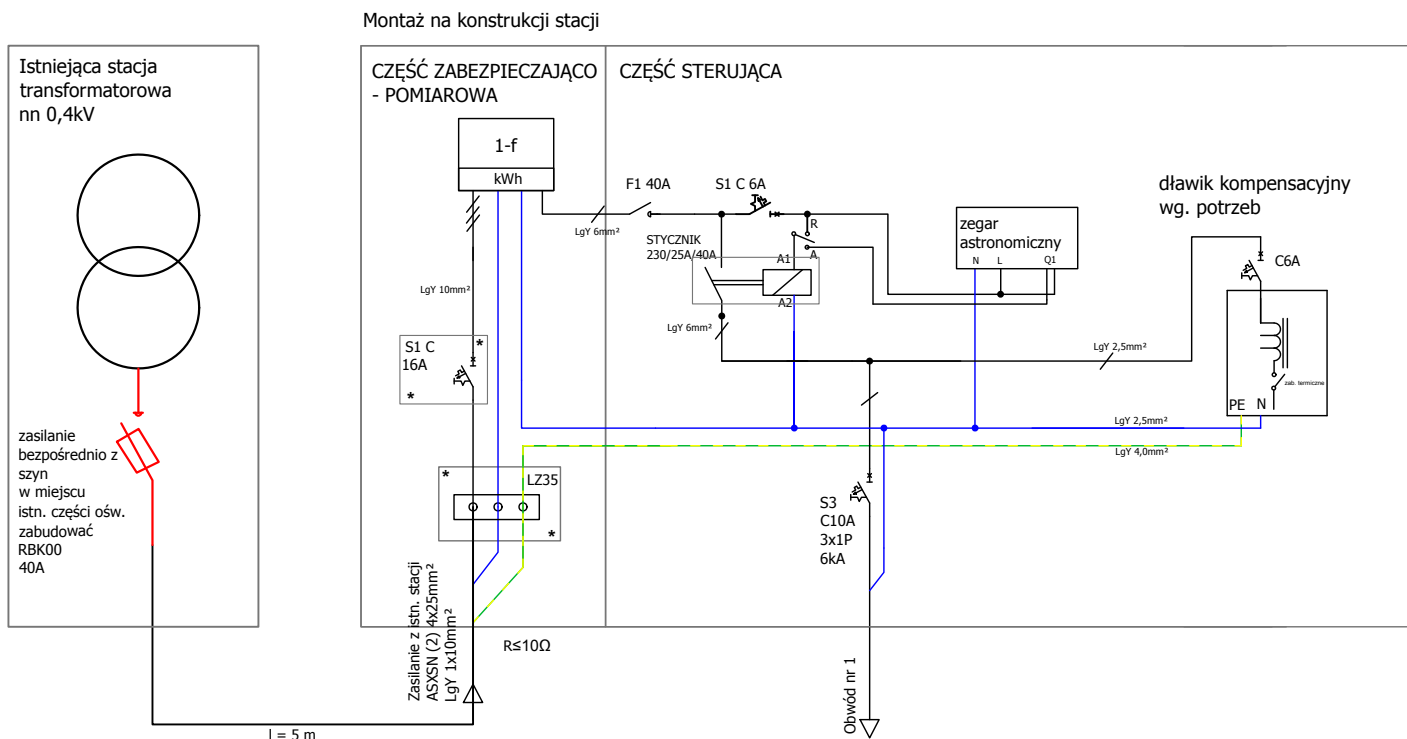 Montaż na konstrukcji stacji
Istniejąca stacja
transformatorowa
nn 0,4kV
zasilanie
bezpośrednio z
szyn
w miejscu
istn. części ośw.
zabudować
RBK00
40A
l = 5 m
CZĘŚĆ ZABEZPIECZAJĄCO
- POMIAROWA
1-f
kWh
LgY 10mm²
S1 C
16A
*
*
*
LZ35
*
Zasilanie z istn. stacji
ASXSN (2) 4x25mm²
LgY 1x10mm²
R≤10Ω
CZĘŚĆ STERUJĄCA
LgY 6mm²
F1 40A
S1 C 6A
R
A
STYCZNIK
230/25A/40A
A1
A2
LgY 6mm²
zegar
astronomiczny
N L Q1
dławik kompensacyjny
wg. potrzeb
C6A
LgY 2,5mm²
zab. termiczne
PE N
LgY 2,5mm²
LgY 4,0mm²
S3
C10A
3x1P
6kA
Obwód nr 1